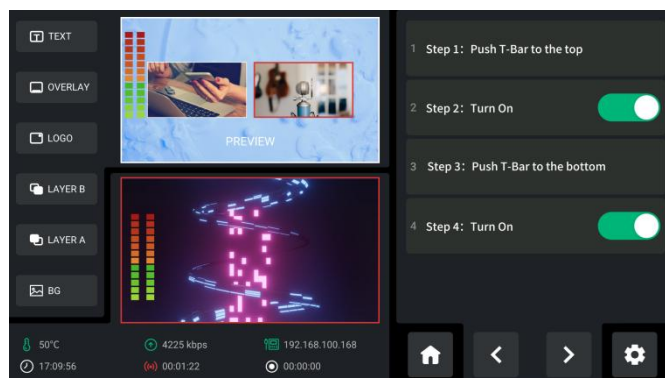 TEXT
OVERLAY
LOGO
LAYER B
LAYER A
BG
PREVIEW
50°C
4225 kbps
192.168.100.168
17:09:56
00:01:22
00:00:00
1 Step 1: Push T-Bar to the top
2 Step 2: Turn On
3 Step 3: Push T-Bar to the bottom
4 Step 4: Turn On